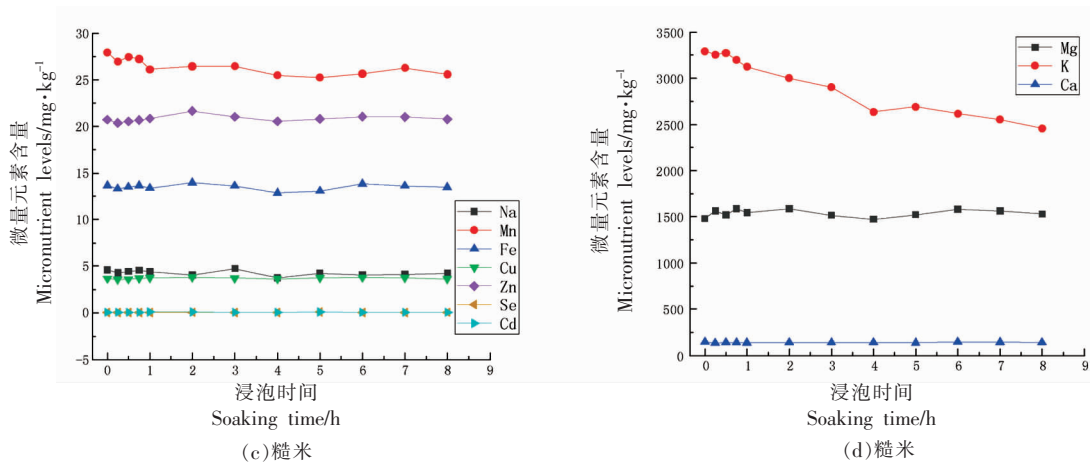 微量元素含量
Micronutrient levels/mg·kg⁻¹
30
25
20
15
10
5
0
-5
Na
Mn
Fe
Cu
Zn
Se
Cd
0 1 2 3 4 5 6 7 8 9
浸泡时间
Soaking time/h
(c)糙米
微量元素含量
Micronutrient levels/mg·kg⁻¹
3500
3000
3500
2500
2000
1500
1000
500
0
Mg
K
Ca
0 1 2 3 4 5 6 7 8 9
浸泡时间
Soaking time/h
(d)糙米